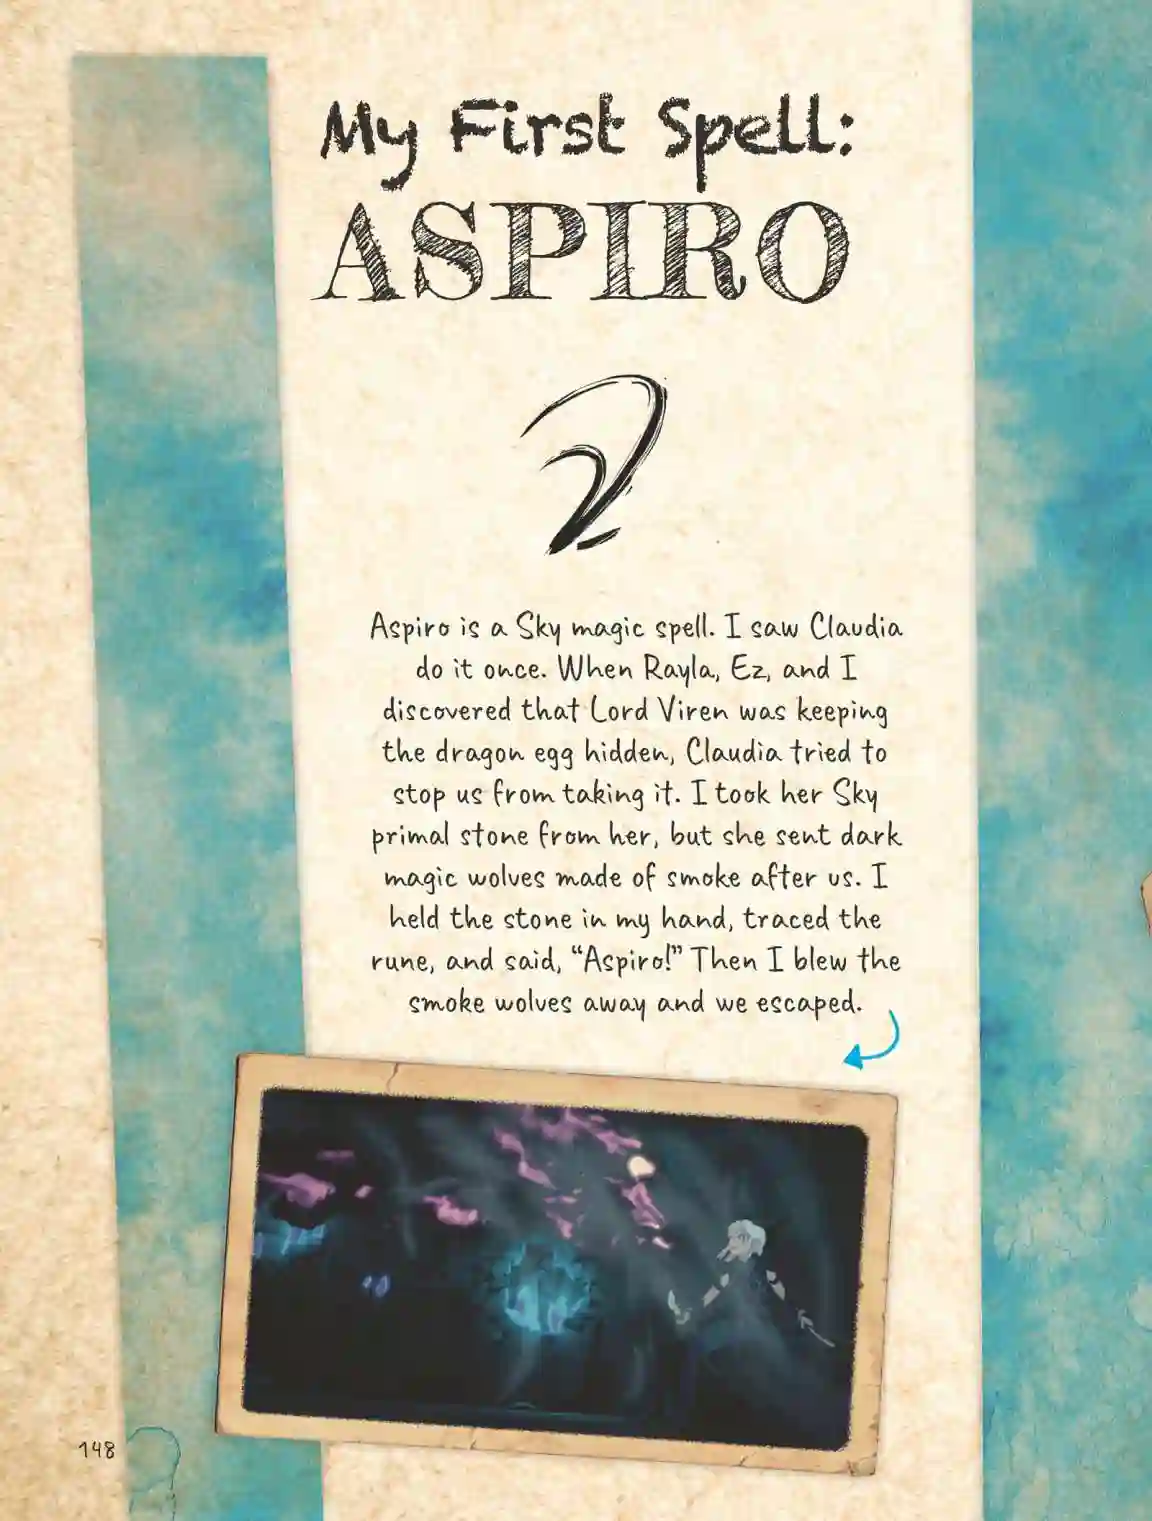 My First Spell:
ASPIRO
Aspiro is a Sky magic spell. I saw Claudia
do it once. When Rayla, Ez, and I
discovered that Lord Viren was keeping
the dragon egg hidden, Claudia tried to
stop us from taking it. I took her Sky
primal stone from her, but she sent dark
magic wolves made of smoke after us. I
held the stone in my hand, traced the
rune, and said, “Aspiro!” Then I blew the
smoke wolves away and we escaped.
148